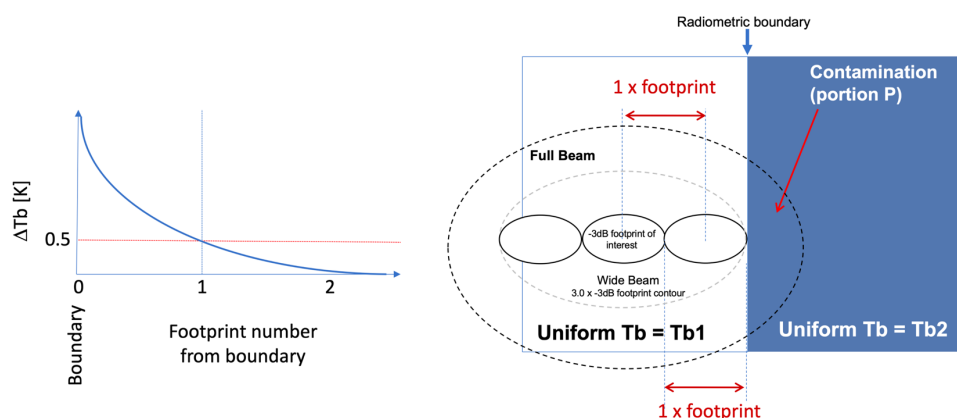 ΔTb [K]
0.5
0
1
2
Boundary
Footprint number
from boundary
Radiometric boundary
Contamination
(portion P)
1 x footprint
Full Beam
-3dB footprint of
interest
Wide Beam
3.0 x -3dB footprint contour
Uniform Tb = Tb1
Uniform Tb = Tb2
1 x footprint